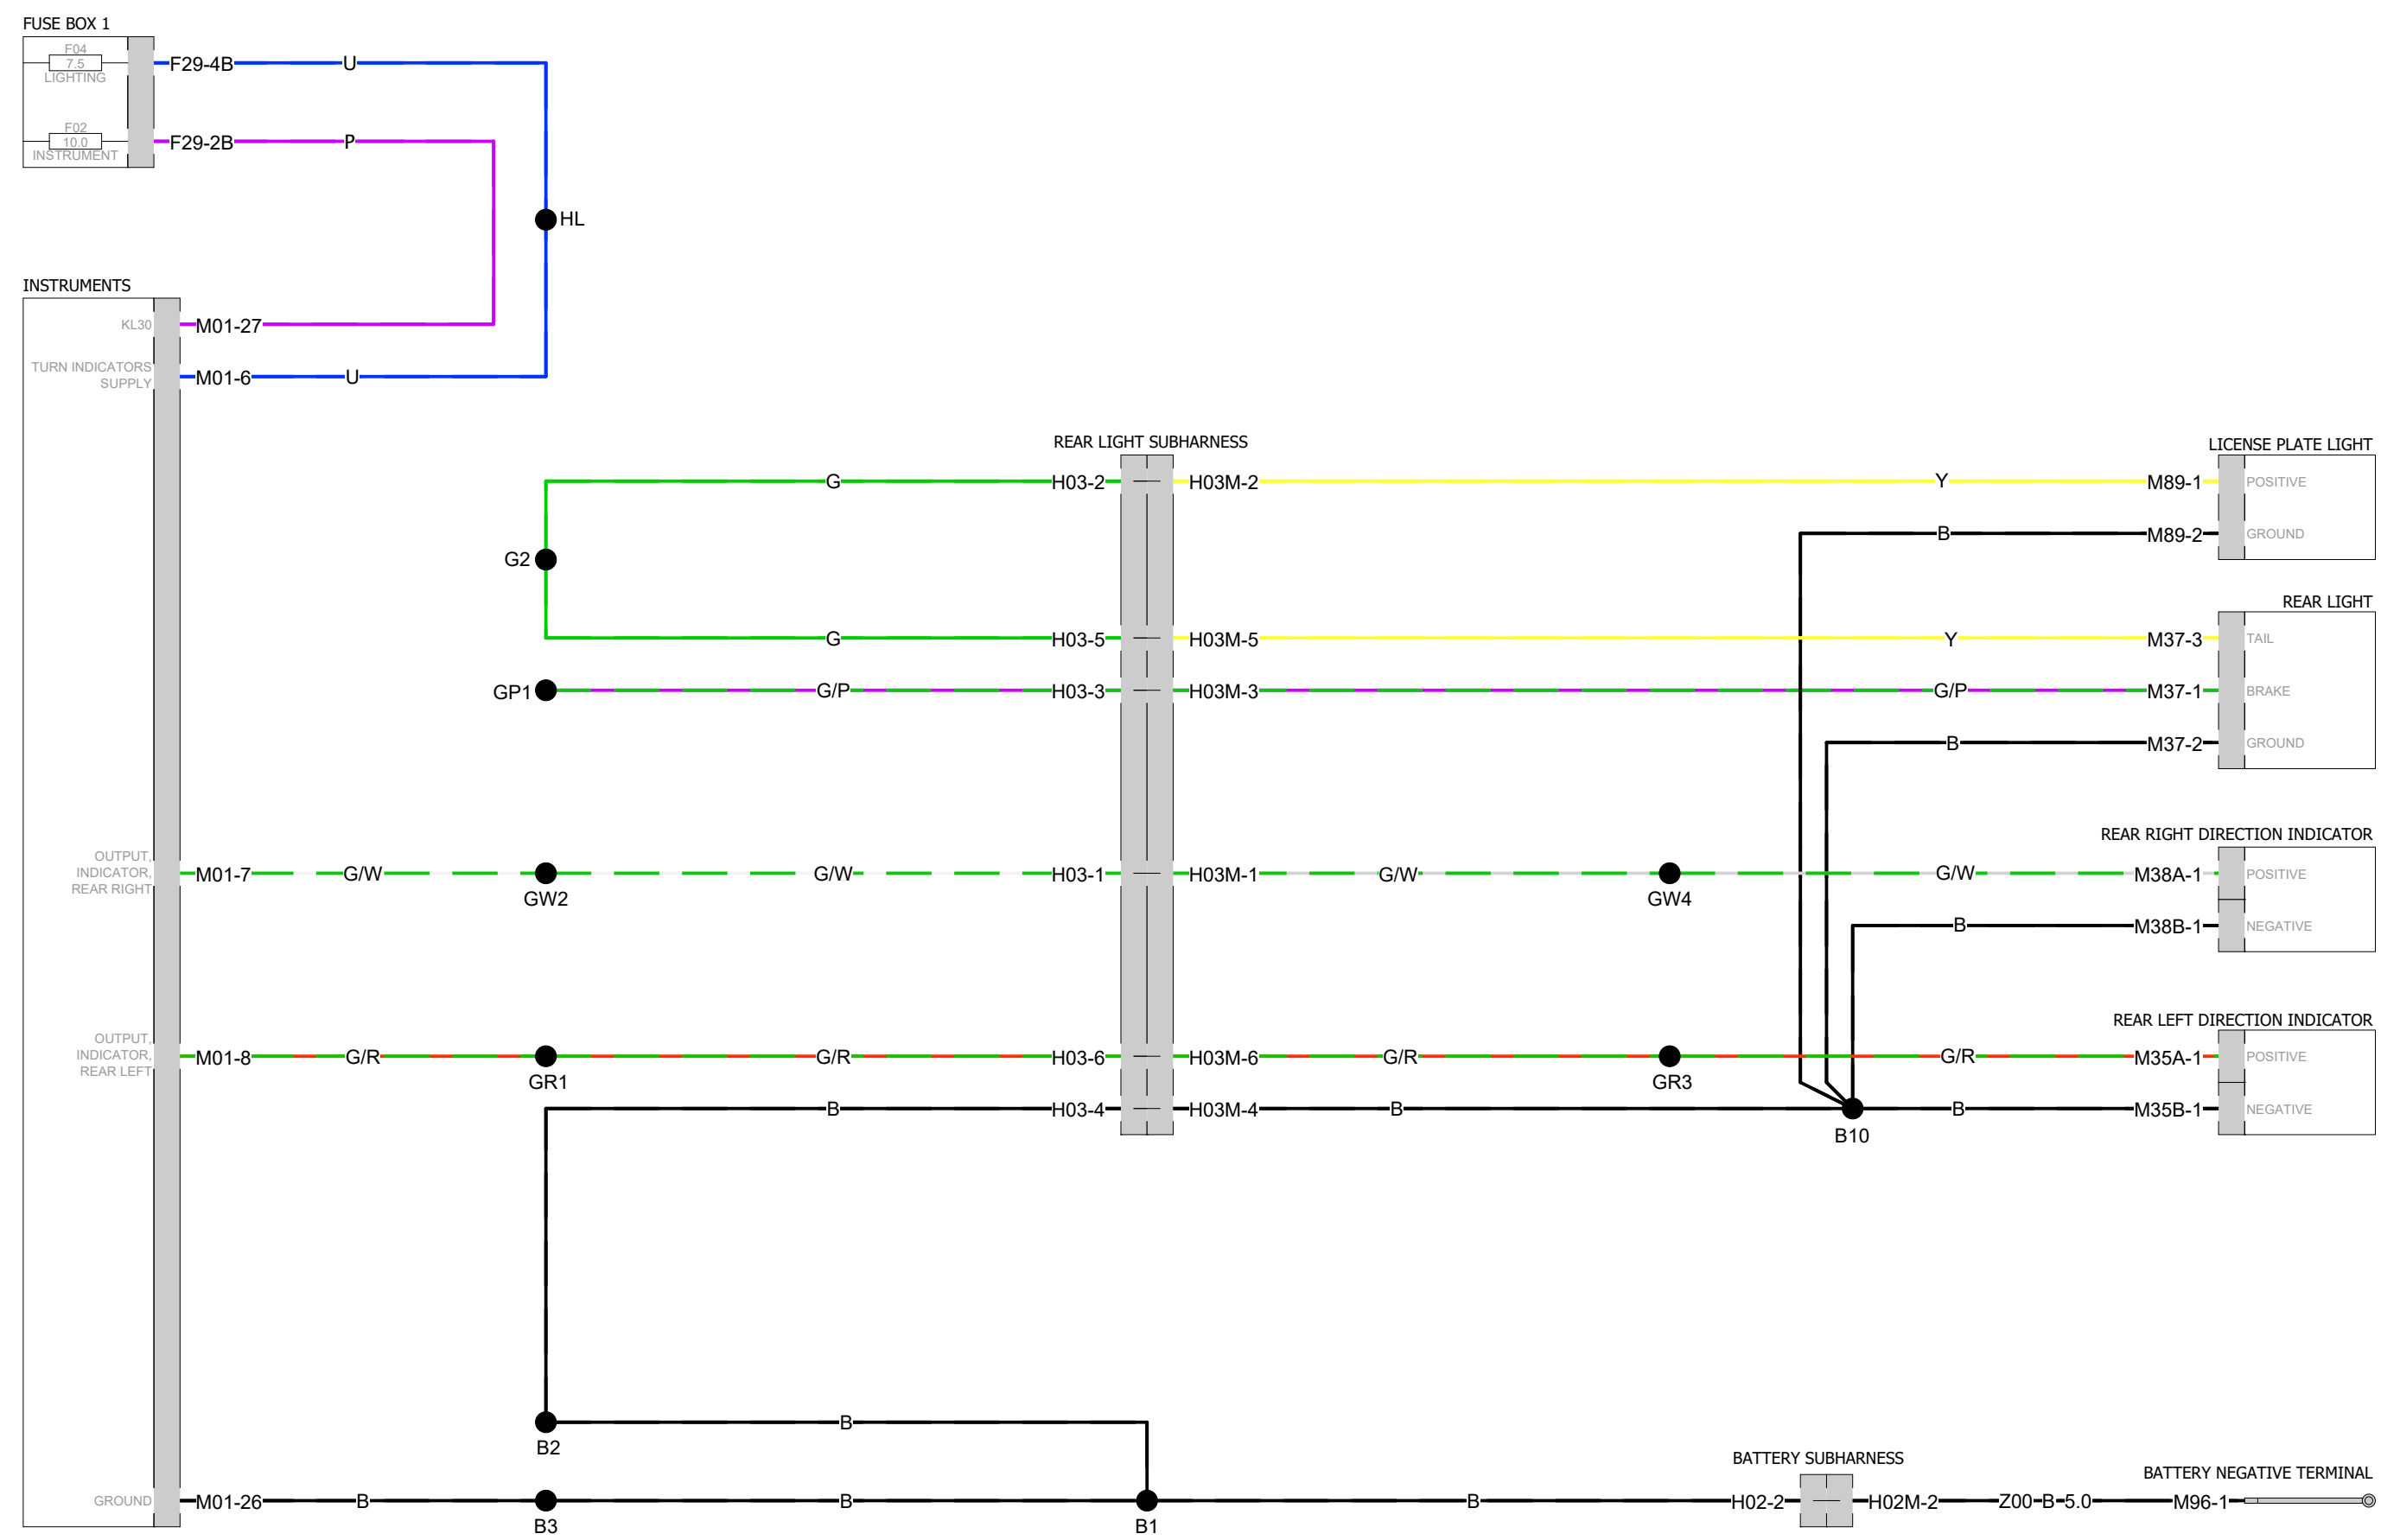 FUSE BOX 1
F04
7.5
LIGHTING
F29-4B
U
F02
10.0
INSTRUMENT
F29-2B
P
HL
INSTRUMENTS
KL30
M01-27
TURN INDICATORS
SUPPLY
M01-6
U
REAR LIGHT SUBHARNESS
LICENSE PLATE LIGHT
G
H03-2
H03M-2
Y
M89-1
POSITIVE
B
M89-2
GROUND
G2
REAR LIGHT
G
H03-5
H03M-5
Y
M37-3
TAIL
GP1
G/P
H03-3
H03M-3
G/P
M37-1
BRAKE
B
M37-2
GROUND
REAR RIGHT DIRECTION INDICATOR
OUTPUT,
INDICATOR,
REAR RIGHT
M01-7
G/W
GW2
G/W
H03-1
H03M-1
G/W
GW4
G/W
M38A-1
POSITIVE
B
M38B-1
NEGATIVE
REAR LEFT DIRECTION INDICATOR
OUTPUT,
INDICATOR,
REAR LEFT
M01-8
G/R
GR1
G/R
H03-6
H03M-6
G/R
GR3
G/R
M35A-1
POSITIVE
B
H03-4
H03M-4
B
B10
B
M35B-1
NEGATIVE
B2
B
BATTERY SUBHARNESS
BATTERY NEGATIVE TERMINAL
GROUND
M01-26
B
B3
B
B1
B
H02-2
H02M-2
Z00-B-5.0
M96-1